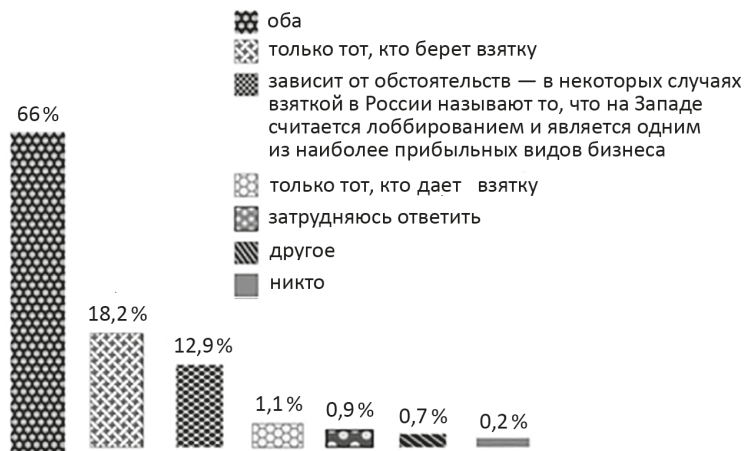 оба
только тот, кто берет взятку
зависит от обстоятельств — в некоторых случаях
взяткой в России называют то, что на Западе
считается лоббированием и является одним
из наиболее прибыльных видов бизнеса
только тот, кто дает взятку
затрудняюсь ответить
другое
никто
66 %
18,2 %
12,9 %
1,1 %
0,9 %
0,7 %
0,2 %